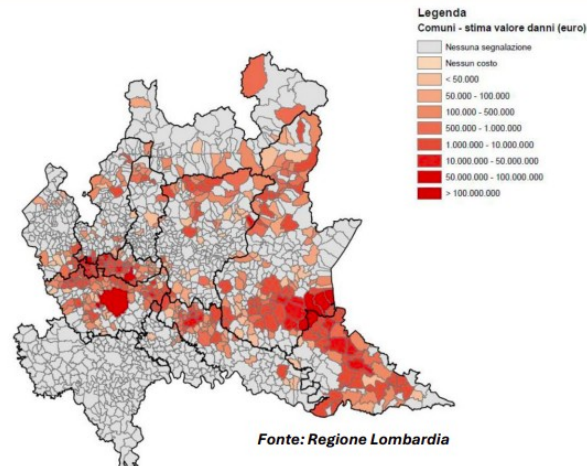 Legenda
Comuni - stima valore danni (euro)
Nessuna segnalazione
Nessun costo
< 50.000
50.000 - 100.000
100.000 - 500.000
500.000 - 1.000.000
1.000.000 - 10.000.000
10.000.000 - 50.000.000
50.000.000 - 100.000.000
> 100.000.000
Fonte: Regione Lombardia